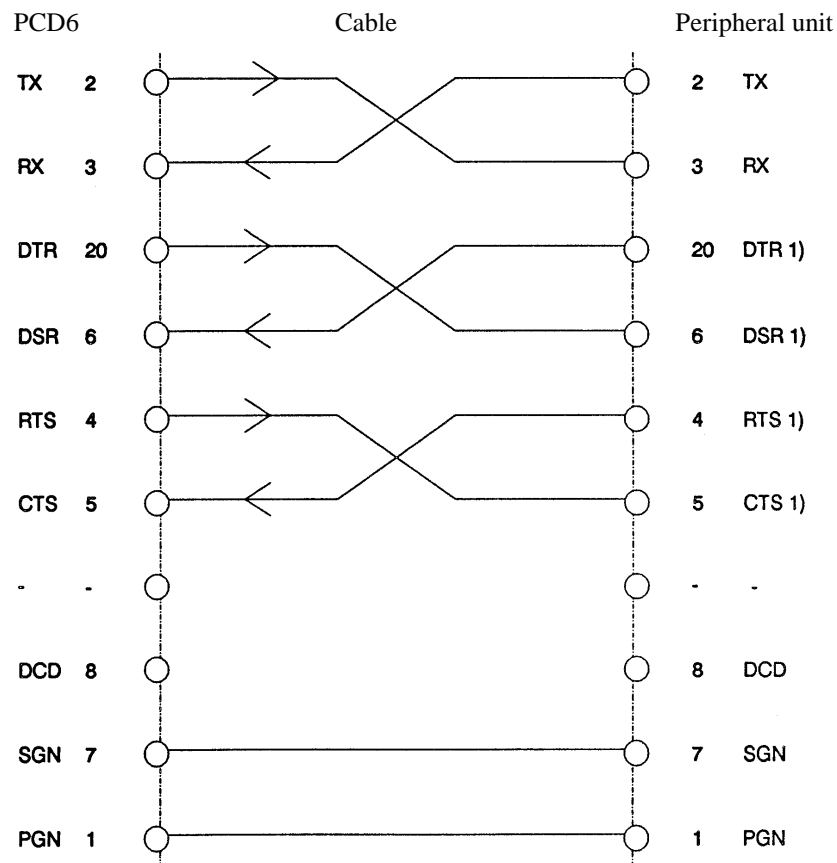 PCD6 Cable Peripheral unit
TX 2 2 TX
RX 3 3 RX
DTR 20 20 DTR 1)
DSR 6 6 DSR 1)
RTS 4 4 RTS 1)
CTS 5 5 CTS 1)
- - - -
DCD 8 8 DCD
SGN 7 7 SGN
PGN 1 1 PGN